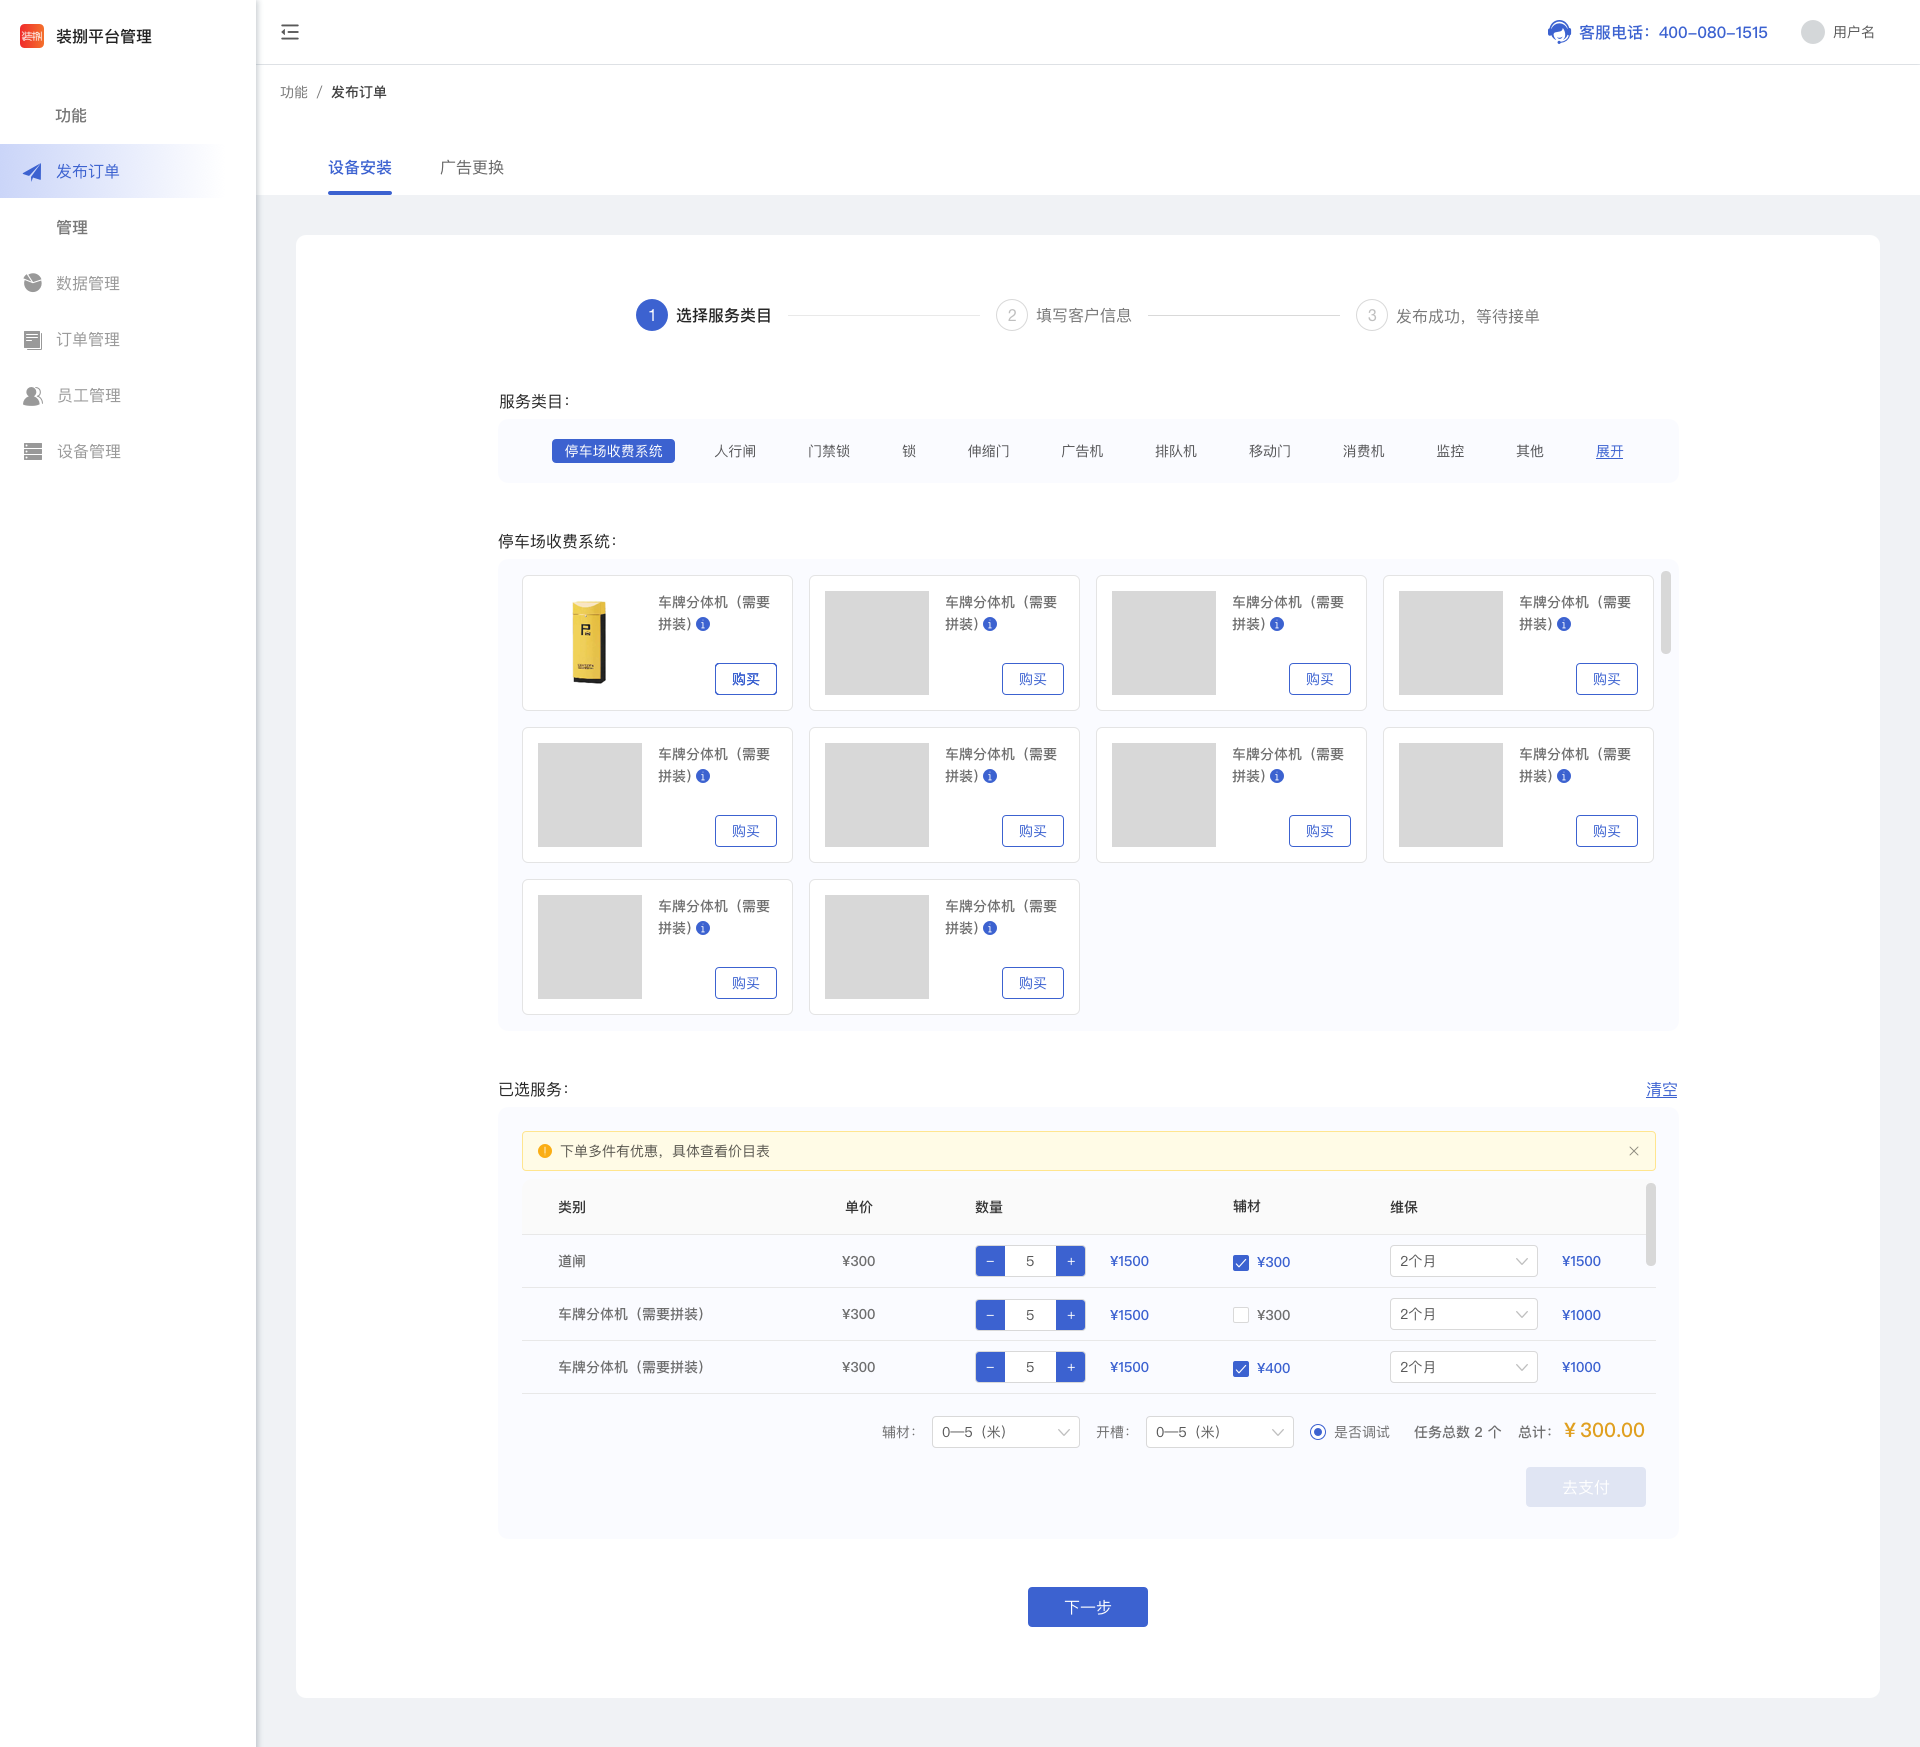 装捌
装捌平台管理
客服电话：400-080-1515
用户名
功能 / 发布订单
设备安装
广告更换
功能
发布订单
管理
数据管理
订单管理
员工管理
设备管理
1 选择服务类目
2 填写客户信息
3 发布成功，等待接单
服务类目：
停车场收费系统 人行闸 门禁锁 锁 伸缩门 广告机 排队机 移动门 消费机 监控 其他 展开
停车场收费系统：
车牌分体机（需要
拼装）
购买
车牌分体机（需要
拼装）
购买
车牌分体机（需要
拼装）
购买
车牌分体机（需要
拼装）
购买
车牌分体机（需要
拼装）
购买
车牌分体机（需要
拼装）
购买
车牌分体机（需要
拼装）
购买
车牌分体机（需要
拼装）
购买
车牌分体机（需要
拼装）
购买
车牌分体机（需要
拼装）
购买
已选服务：
清空
下单多件有优惠，具体查看价目表
类别 单价 数量 辅材 维保
道闸 ¥300 − 5 + ¥1500 ¥300 2个月 ¥1500
车牌分体机（需要拼装） ¥300 − 5 + ¥1500 ¥300 2个月 ¥1000
车牌分体机（需要拼装） ¥300 − 5 + ¥1500 ¥400 2个月 ¥1000
辅材： 0—5（米） 开槽： 0—5（米） 是否调试 任务总数 2 个 总计： ¥ 300.00
去支付
下一步